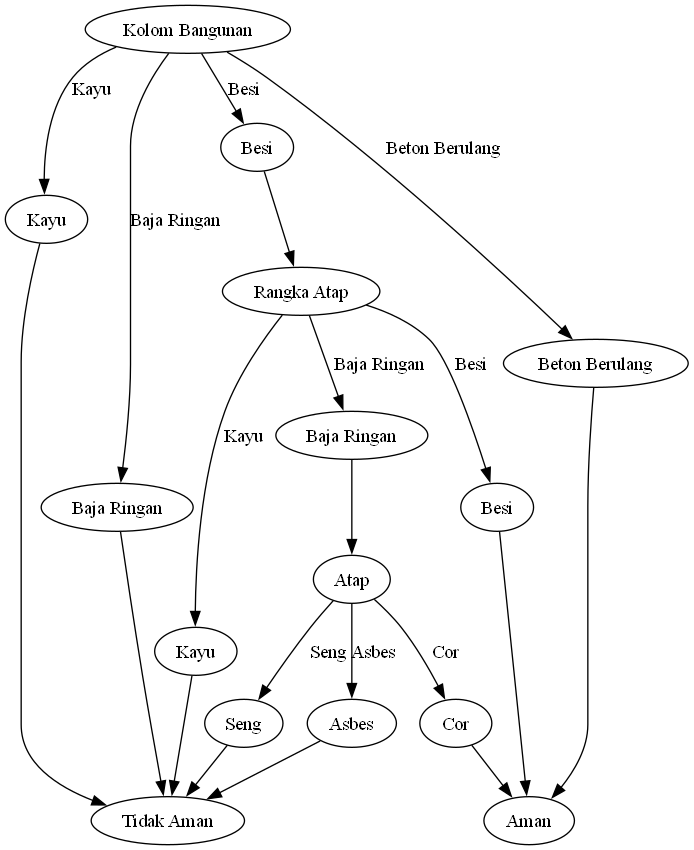 Kolom Bangunan
Kayu
Besi
Besi
Beton Berulang
Kayu
Baja Ringan
Rangka Atap
Baja Ringan
Besi
Beton Berulang
Kayu
Baja Ringan
Baja Ringan
Besi
Atap
Kayu
Seng
Asbes
Cor
Seng
Asbes
Cor
Tidak Aman
Aman